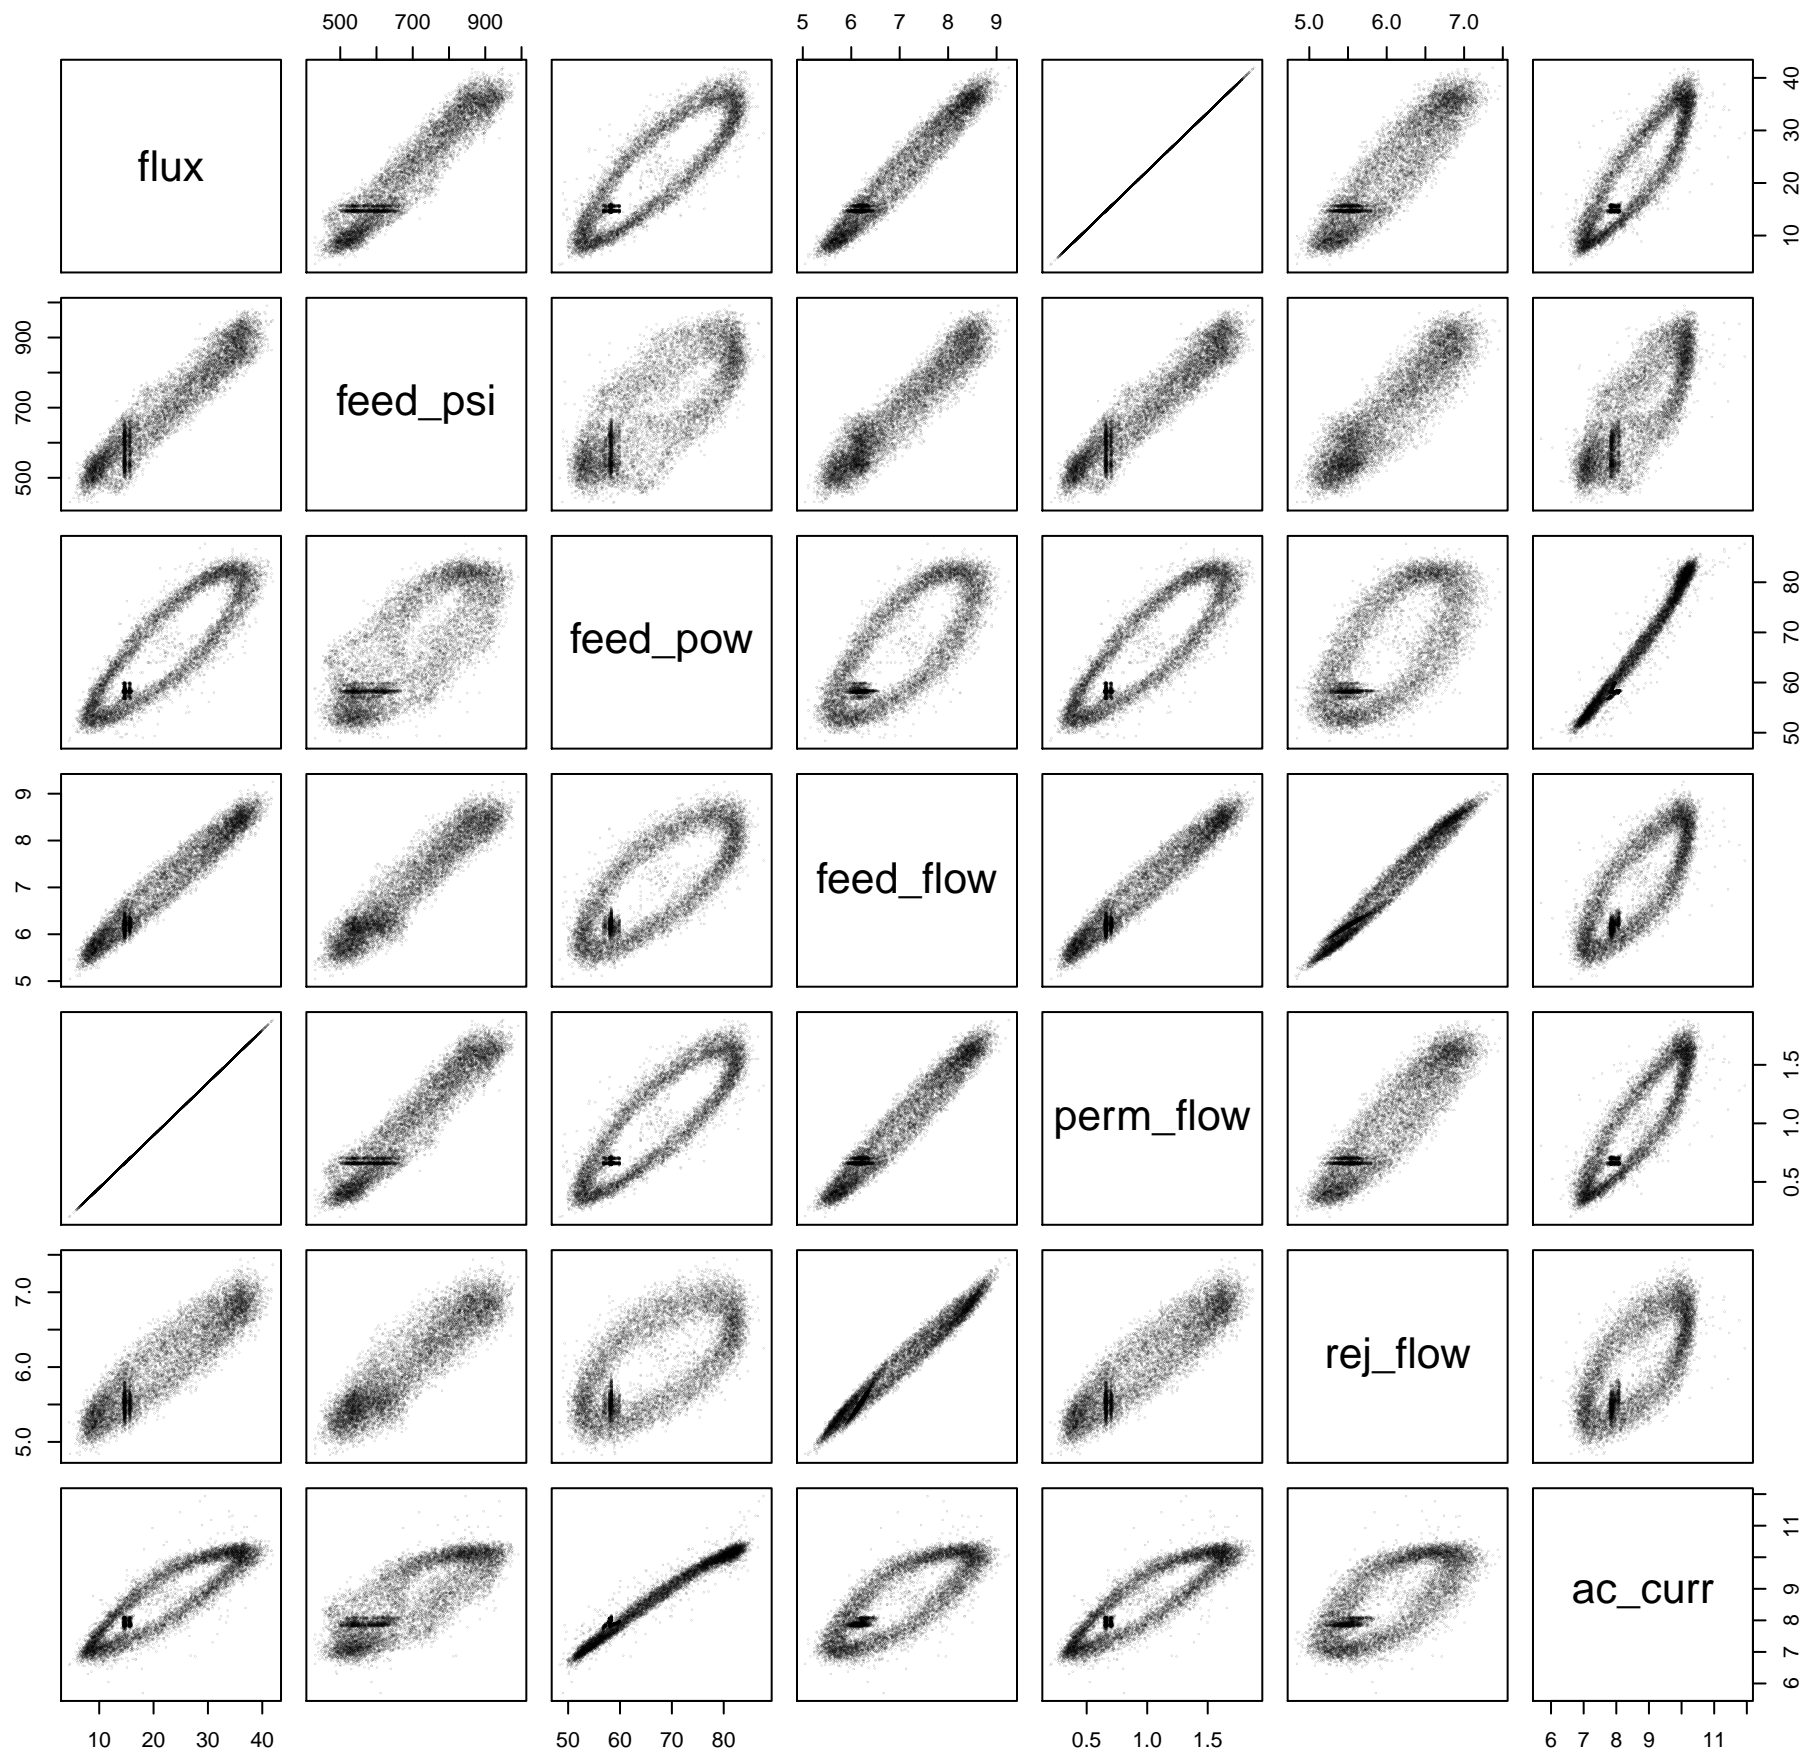 500 700 900 5 6 7 8 9 5.0 6.0 7.0
flux 10 20 30 40
500 700 900 feed_psi
feed_pow 50 60 70 80
5 6 7 8 9 feed_flow
perm_flow 0.5 1.0 1.5
5.0 6.0 7.0 rej_flow
ac_curr 6 7 8 9 11
10 20 30 40 50 60 70 80 0.5 1.0 1.5 6 7 8 9 11